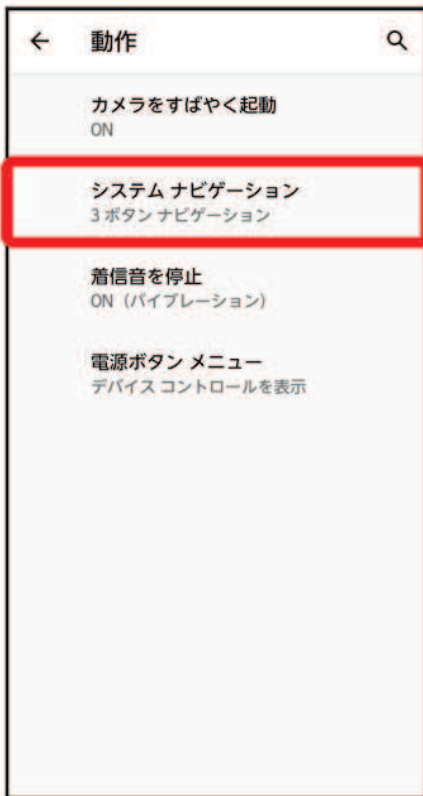 動作
カメラをすばやく起動
ON
システム ナビゲーション
3 ボタン ナビゲーション
着信音を停止
ON（バイブレーション）
電源ボタン メニュー
デバイス コントロールを表示